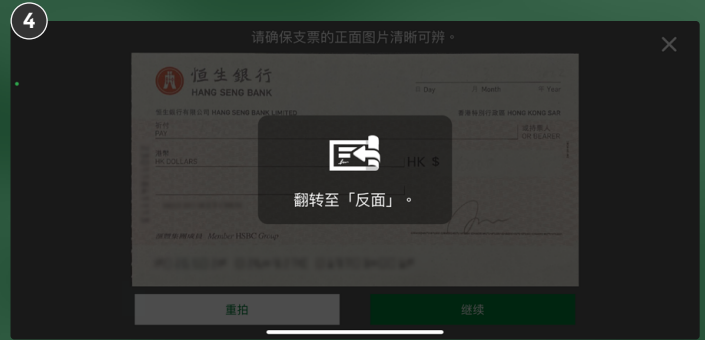 4
请确保支票的正面图片清晰可辨。
恒生銀行
HANG SENG BANK
日 Day 月 Month 年 Year
恒生銀行有限公司 HANG SENG BANK LIMITED
香港特別行政區 HONG KONG SAR
祈付
PAY
或持票人
OR BEARER
港幣
HK DOLLARS
HK $
翻转至「反面」。
滙豐集團成員 Member HSBC Group
重拍
继续